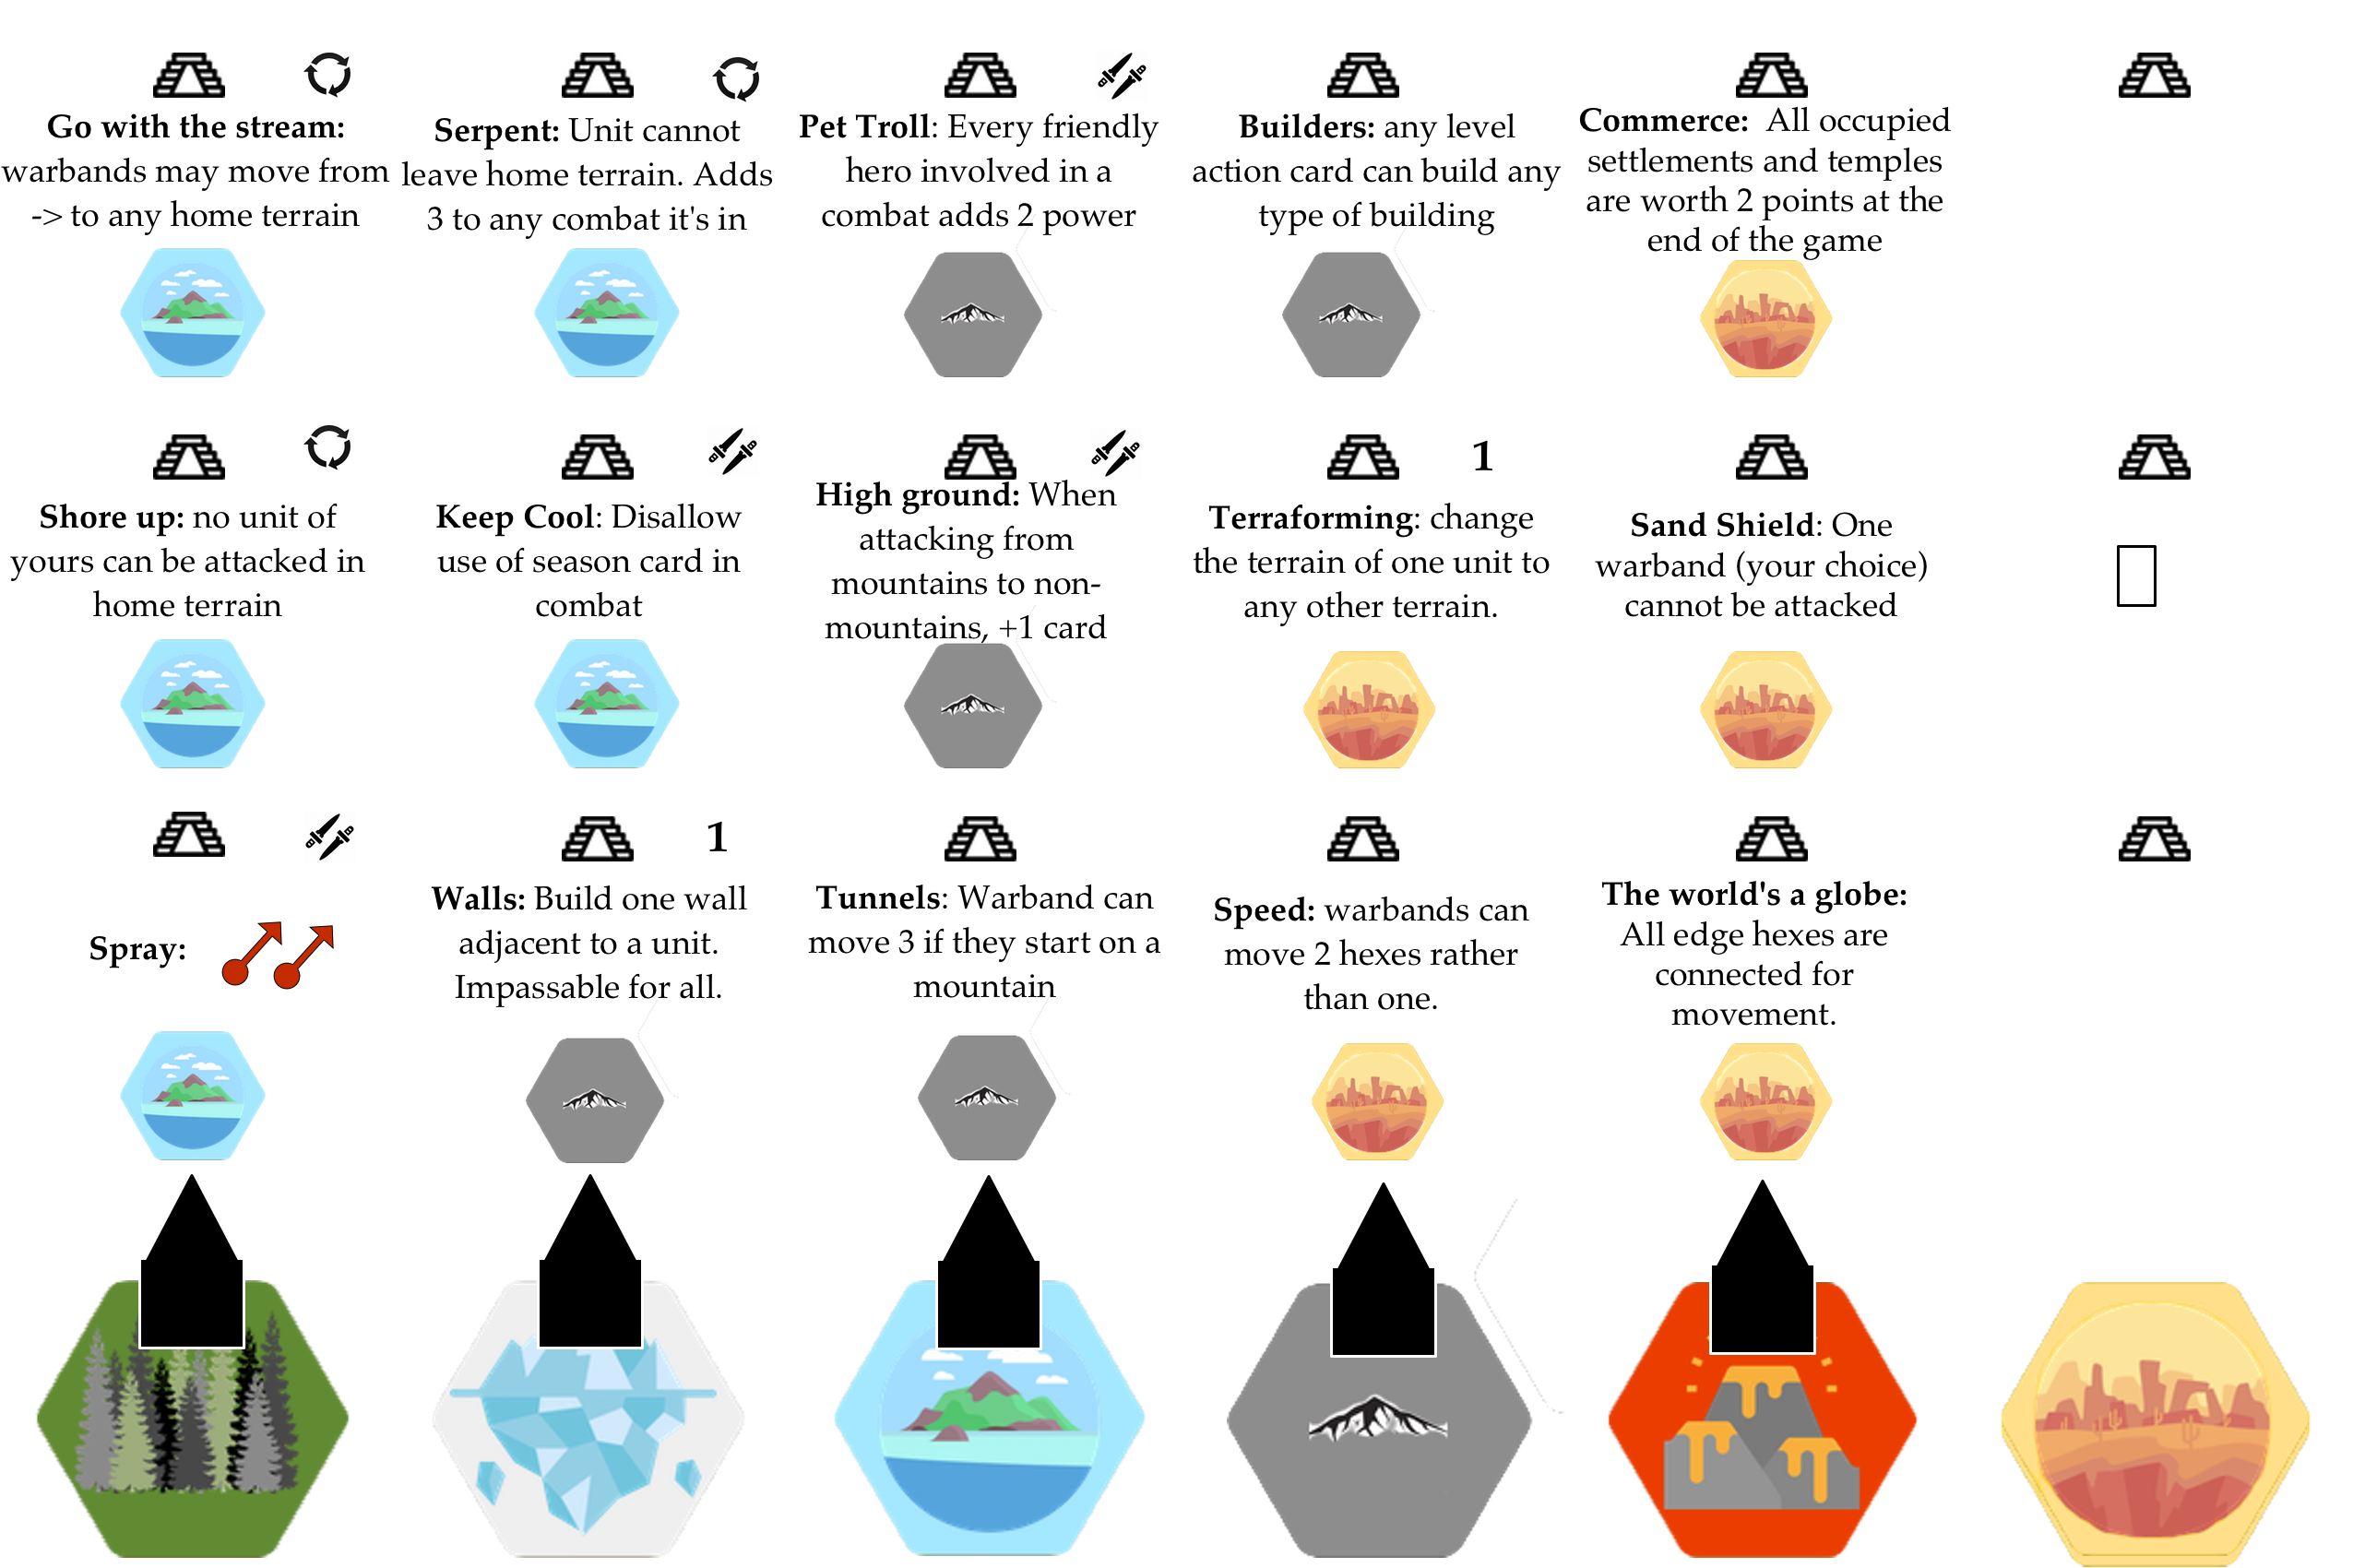 Go with the stream:
warbands may move from
-> to any home terrain
Serpent: Unit cannot
leave home terrain. Adds
3 to any combat it's in
Pet Troll: Every friendly
hero involved in a
combat adds 2 power
Builders: any level
action card can build any
type of building
Commerce:  All occupied
settlements and temples
are worth 2 points at the
end of the game
Shore up: no unit of
yours can be attacked in
home terrain
Keep Cool: Disallow
use of season card in
combat
High ground: When
attacking from
mountains to non-
mountains, +1 card
1
Terraforming: change
the terrain of one unit to
any other terrain.
Sand Shield: One
warband (your choice)
cannot be attacked
Spray:
1
Walls: Build one wall
adjacent to a unit.
Impassable for all.
Tunnels: Warband can
move 3 if they start on a
mountain
Speed: warbands can
move 2 hexes rather
than one.
The world's a globe:
All edge hexes are
connected for
movement.